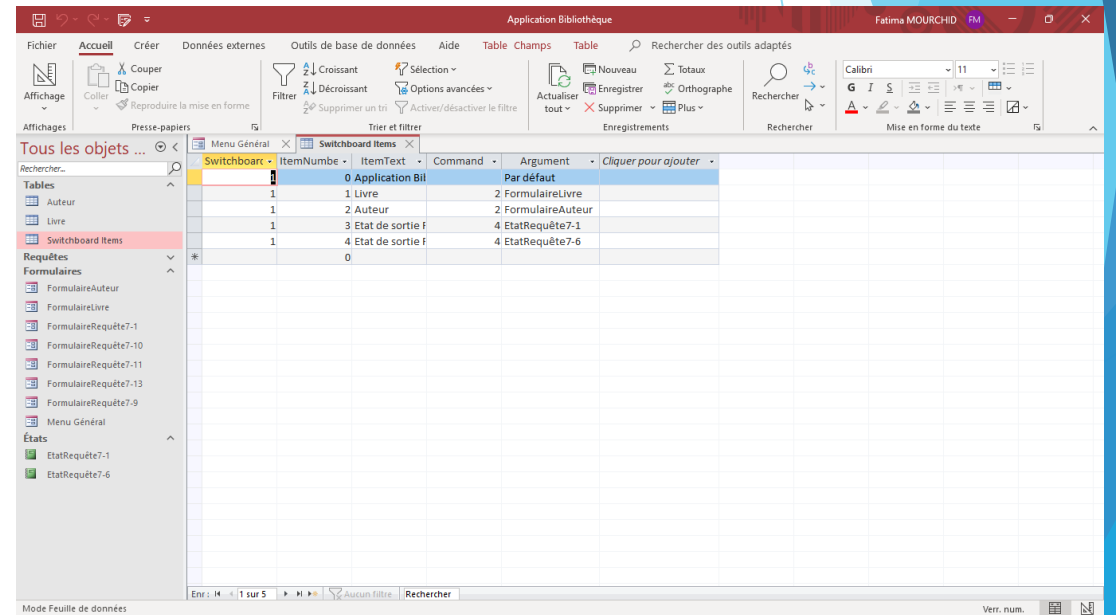 Application Bibliothèque
Fatima MOURCHID FM
Fichier Accueil Créer Données externes Outils de base de données Aide Table Champs Table Rechercher des outils adaptés
Affichage
Affichages
Coller
Couper
Copier
Reproduire la mise en forme
Presse-papiers
Filtrer
Croissant
Décroissant
Supprimer un tri
Sélection
Options avancées
Activer/désactiver le filtre
Trier et filtrer
Actualiser
tout
Nouveau
Enregistrer
Supprimer
Totaux
Orthographe
Plus
Enregistrements
Rechercher
Rechercher
Calibri 11
G I S
A
Mise en forme du texte
Tous les objets ...
Rechercher...
Tables
Auteur
Livre
Switchboard Items
Requêtes
Formulaires
FormulaireAuteur
FormulaireLivre
FormulaireRequête7-1
FormulaireRequête7-10
FormulaireRequête7-11
FormulaireRequête7-13
FormulaireRequête7-9
Menu Général
États
EtatRequête7-1
EtatRequête7-6
Menu Général Switchboard Items
Switchboarc ItemNumbe ItemText Command Argument Cliquer pour ajouter
1 0 Application Bil Par défaut
1 1 Livre 2 FormulaireLivre
1 2 Auteur 2 FormulaireAuteur
1 3 Etat de sortie F 4 EtatRequête7-1
1 4 Etat de sortie F 4 EtatRequête7-6
0
Enr : 1 sur 5 Aucun filtre Rechercher
Mode Feuille de données Verr. num.